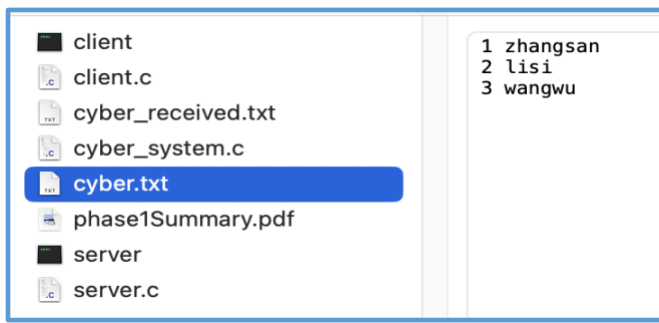 client
client.c
cyber_received.txt
cyber_system.c
cyber.txt
phase1Summary.pdf
server
server.c
1 zhangsan
2 lisi
3 wangwu